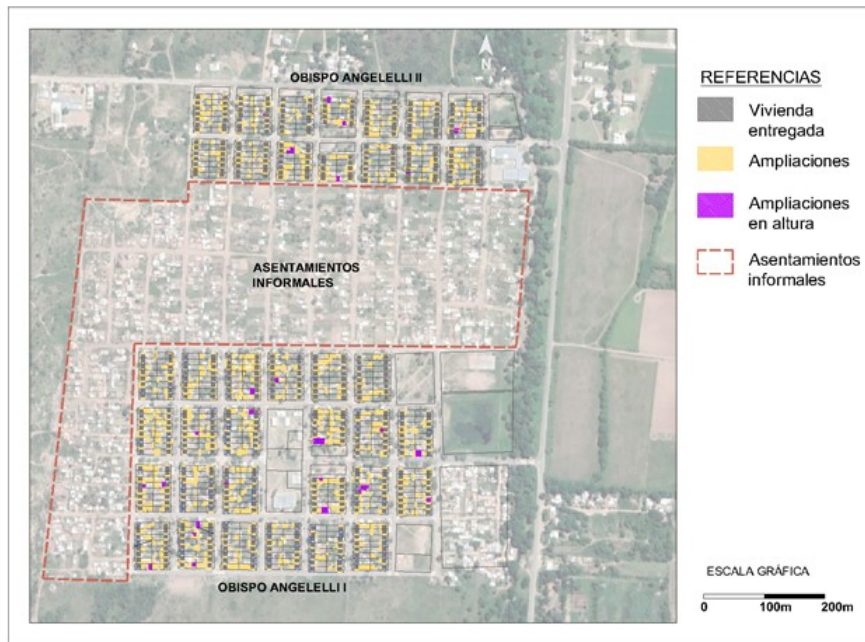 OBISPO ANGELELLI II
N
ASENTAMIENTOS
INFORMALES
OBISPO ANGELELLI I
REFERENCIAS
Vivienda
entregada
Ampliaciones
Ampliaciones
en altura
Asentamientos
informales
ESCALA GRÁFICA
0 100m 200m